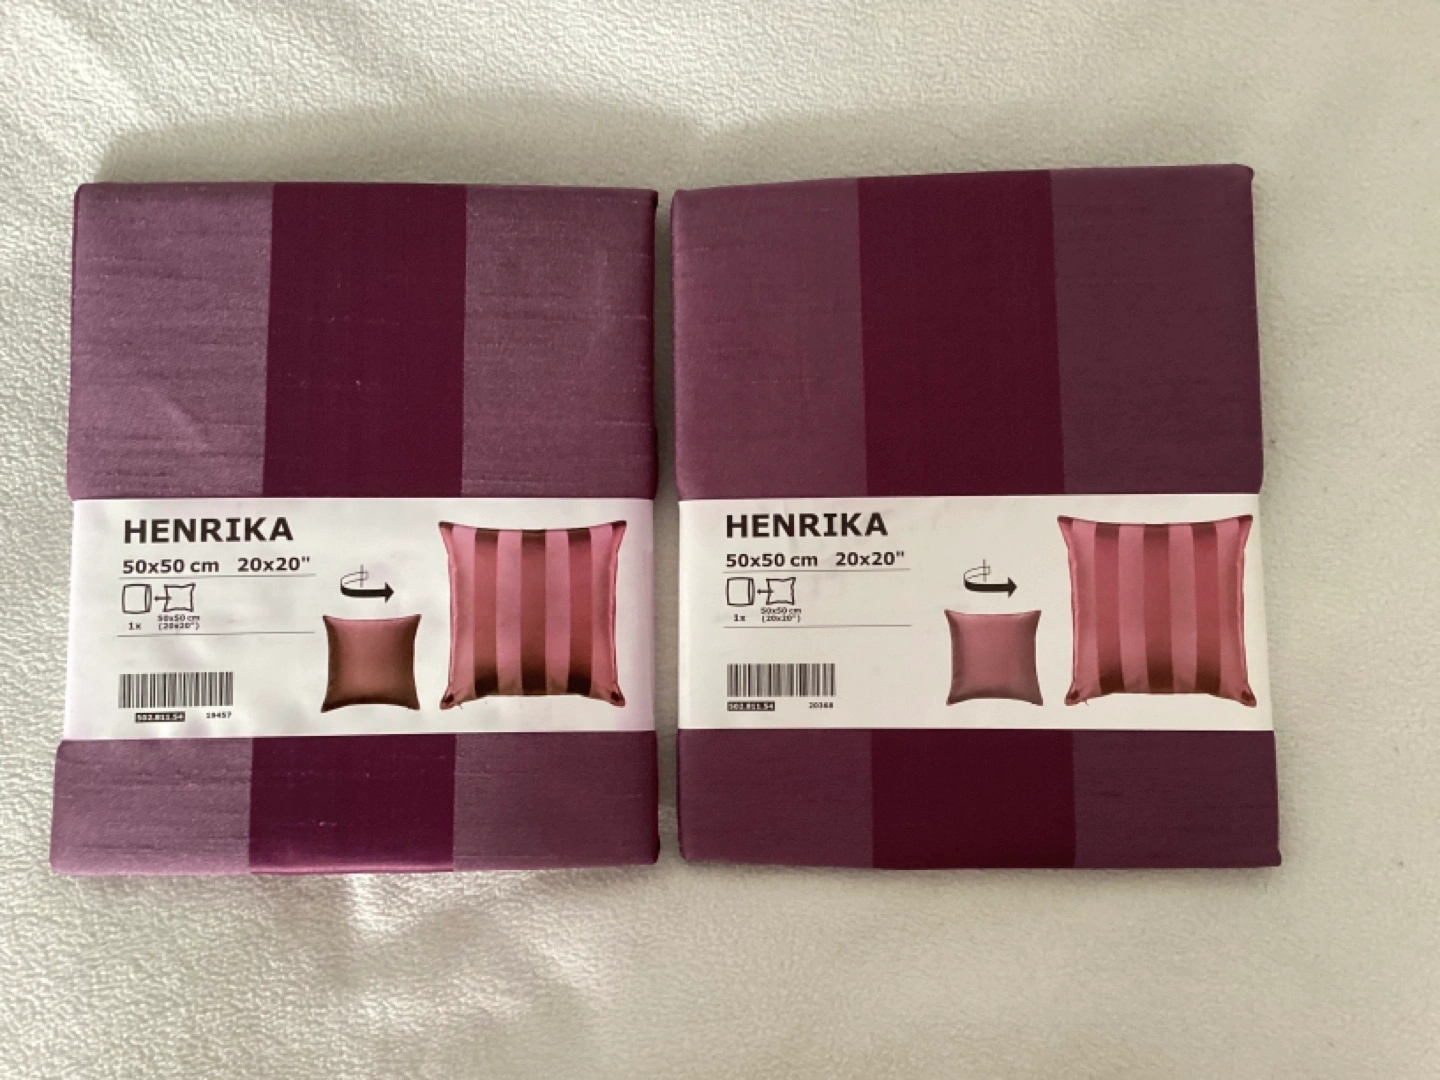 HENRIKA
50x50 cm 20x20"
1x
50x50 cm
(20x20")
502.811.54 19457
HENRIKA
50x50 cm 20x20"
1x
50x50 cm
(20x20")
502.811.54 20368